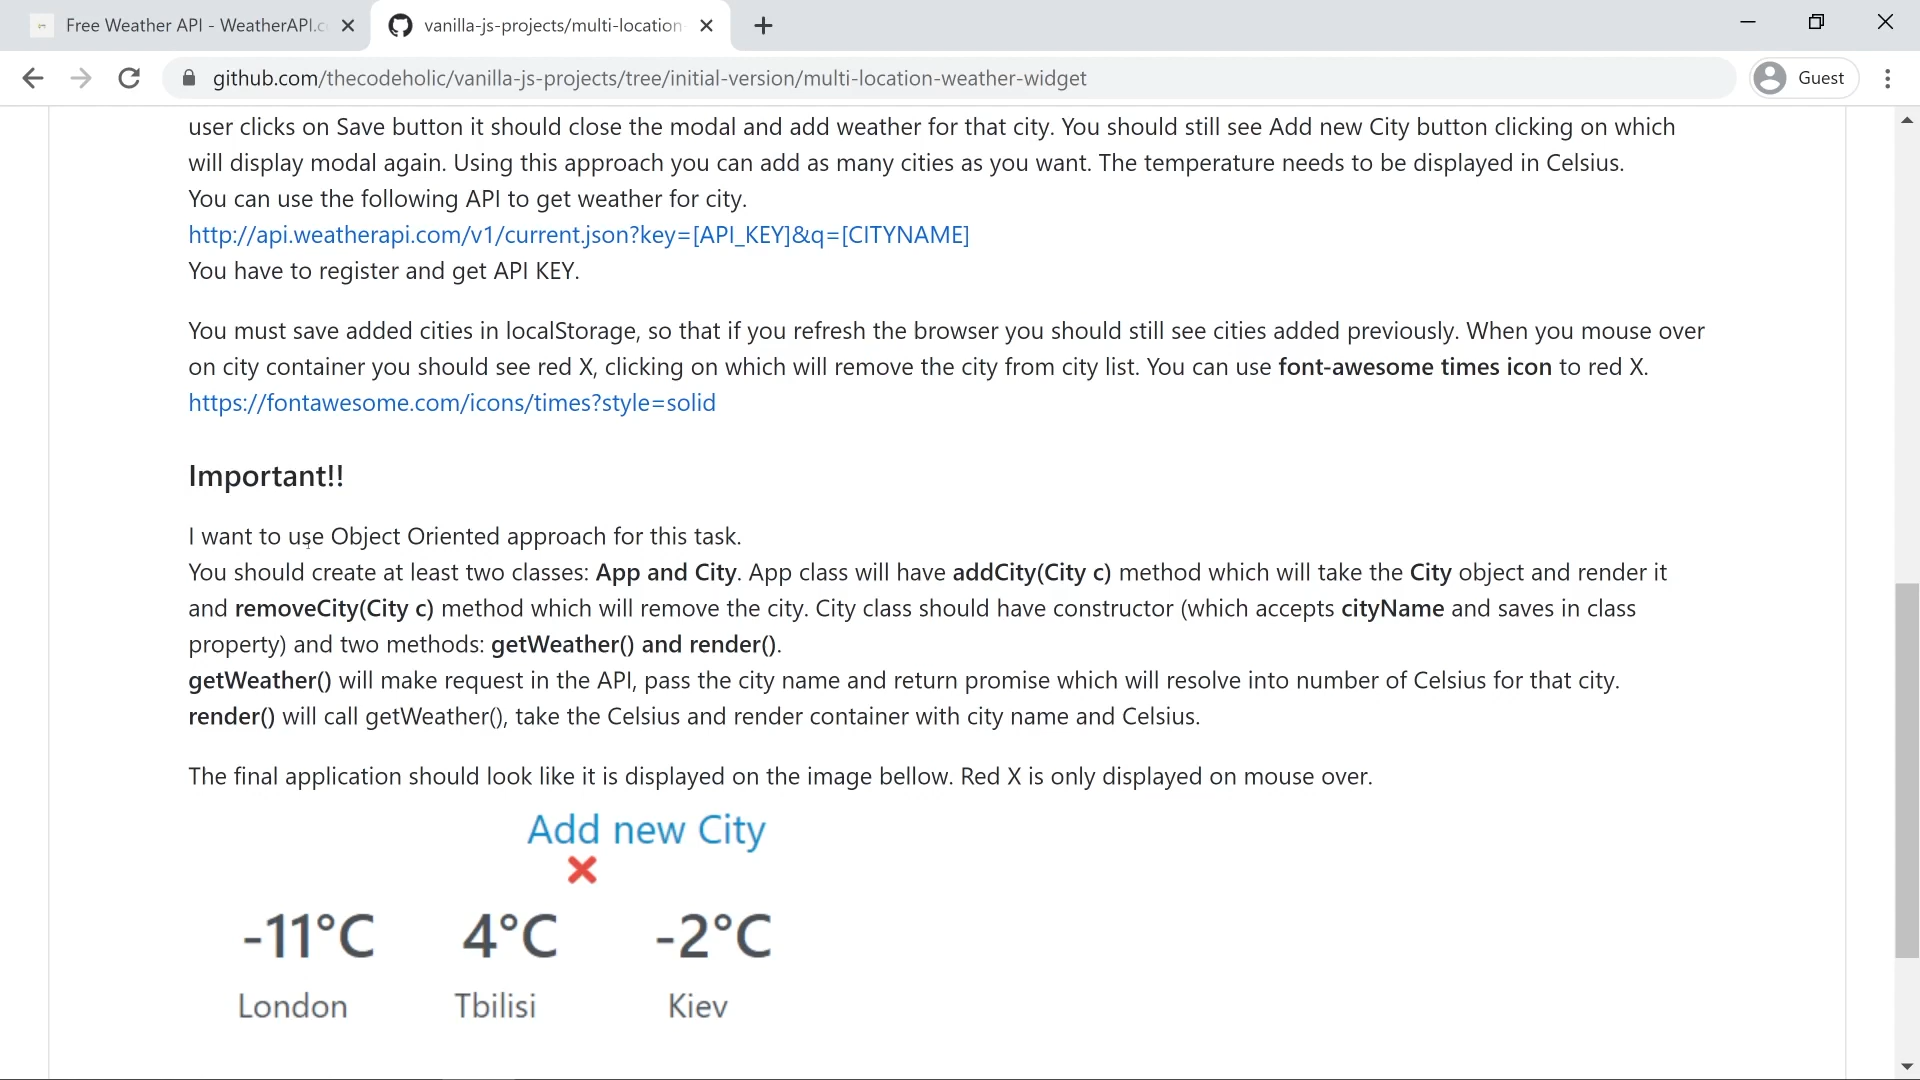 Free Weather API - WeatherAPI.c
vanilla-js-projects/multi-location-
github.com/thecodeholic/vanilla-js-projects/tree/initial-version/multi-location-weather-widget
Guest
user clicks on Save button it should close the modal and add weather for that city. You should still see Add new City button clicking on which
will display modal again. Using this approach you can add as many cities as you want. The temperature needs to be displayed in Celsius.
You can use the following API to get weather for city.
http://api.weatherapi.com/v1/current.json?key=[API_KEY]&q=[CITYNAME]
You have to register and get API KEY.
You must save added cities in localStorage, so that if you refresh the browser you should still see cities added previously. When you mouse over
on city container you should see red X, clicking on which will remove the city from city list. You can use font-awesome times icon to red X.
https://fontawesome.com/icons/times?style=solid
Important!!
I want to use Object Oriented approach for this task.
You should create at least two classes: App and City. App class will have addCity(City c) method which will take the City object and render it
and removeCity(City c) method which will remove the city. City class should have constructor (which accepts cityName and saves in class
property) and two methods: getWeather() and render().
getWeather() will make request in the API, pass the city name and return promise which will resolve into number of Celsius for that city.
render() will call getWeather(), take the Celsius and render container with city name and Celsius.
The final application should look like it is displayed on the image bellow. Red X is only displayed on mouse over.
Add new City
-11°C 4°C -2°C
London Tbilisi Kiev